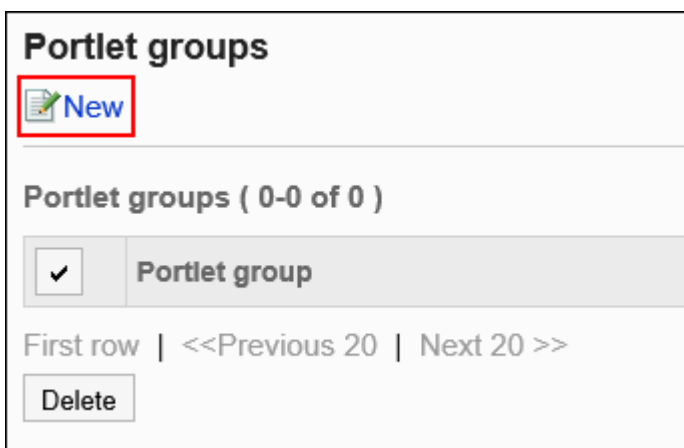 Portlet groups
New
Portlet groups ( 0-0 of 0 )
Portlet group
First row | <<Previous 20 | Next 20 >>
Delete